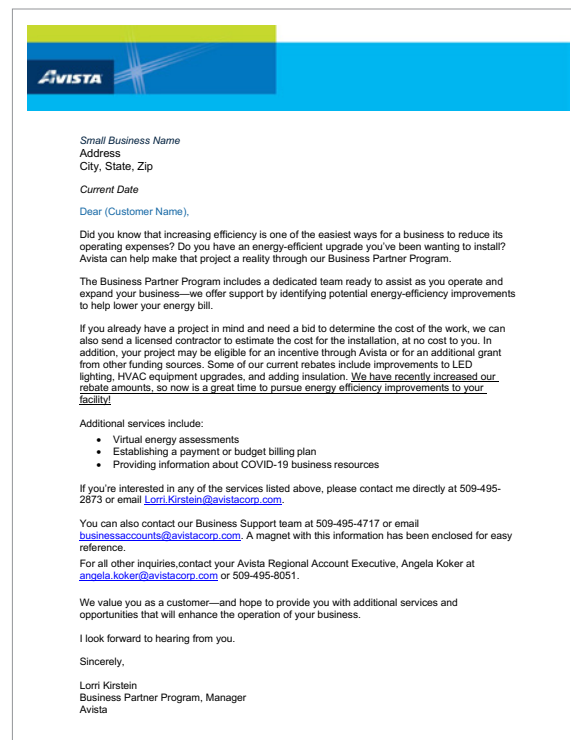 AVISTA
Small Business Name
Address
City, State, Zip
Current Date
Dear (Customer Name),
Did you know that increasing efficiency is one of the easiest ways for a business to reduce its
operating expenses? Do you have an energy-efficient upgrade you've been wanting to install?
Avista can help make that project a reality through our Business Partner Program.
The Business Partner Program includes a dedicated team ready to assist as you operate and
expand your business—we offer support by identifying potential energy-efficiency improvements
to help lower your energy bill.
If you already have a project in mind and need a bid to determine the cost of the work, we can
also send a licensed contractor to estimate the cost for the installation, at no cost to you. In
addition, your project may be eligible for an incentive through Avista or for an additional grant
from other funding sources. Some of our current rebates include improvements to LED
lighting, HVAC equipment upgrades, and adding insulation. We have recently increased our
rebate amounts, so now is a great time to pursue energy efficiency improvements to your
facility!
Additional services include:
• Virtual energy assessments
• Establishing a payment or budget billing plan
• Providing information about COVID-19 business resources
If you're interested in any of the services listed above, please contact me directly at 509-495-
2873 or email Lorri.Kirstein@avistacorp.com.
You can also contact our Business Support team at 509-495-4717 or email
businessaccounts@avistacorp.com. A magnet with this information has been enclosed for easy
reference.
For all other inquiries,contact your Avista Regional Account Executive, Angela Koker at
angela.koker@avistacorp.com or 509-495-8051.
We value you as a customer—and hope to provide you with additional services and
opportunities that will enhance the operation of your business.
I look forward to hearing from you.
Sincerely,
Lorri Kirstein
Business Partner Program, Manager
Avista